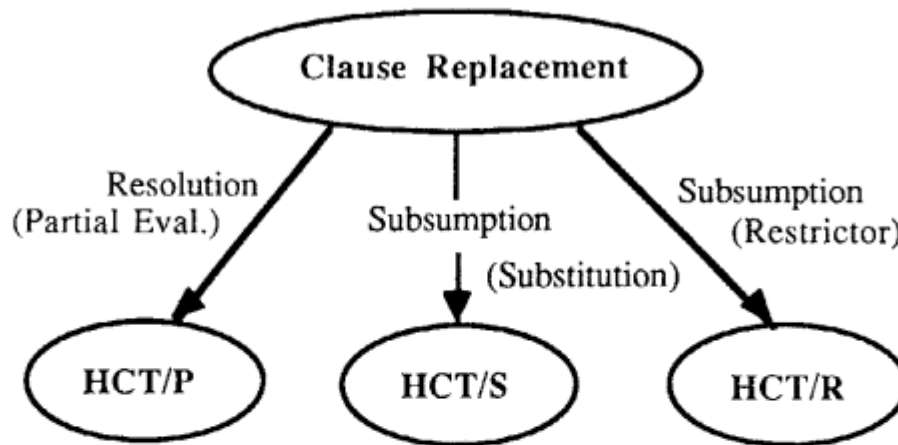 Clause Replacement
Resolution
(Partial Eval.)
Subsumption
(Substitution)
Subsumption
(Restrictor)
HCT/P
HCT/S
HCT/R